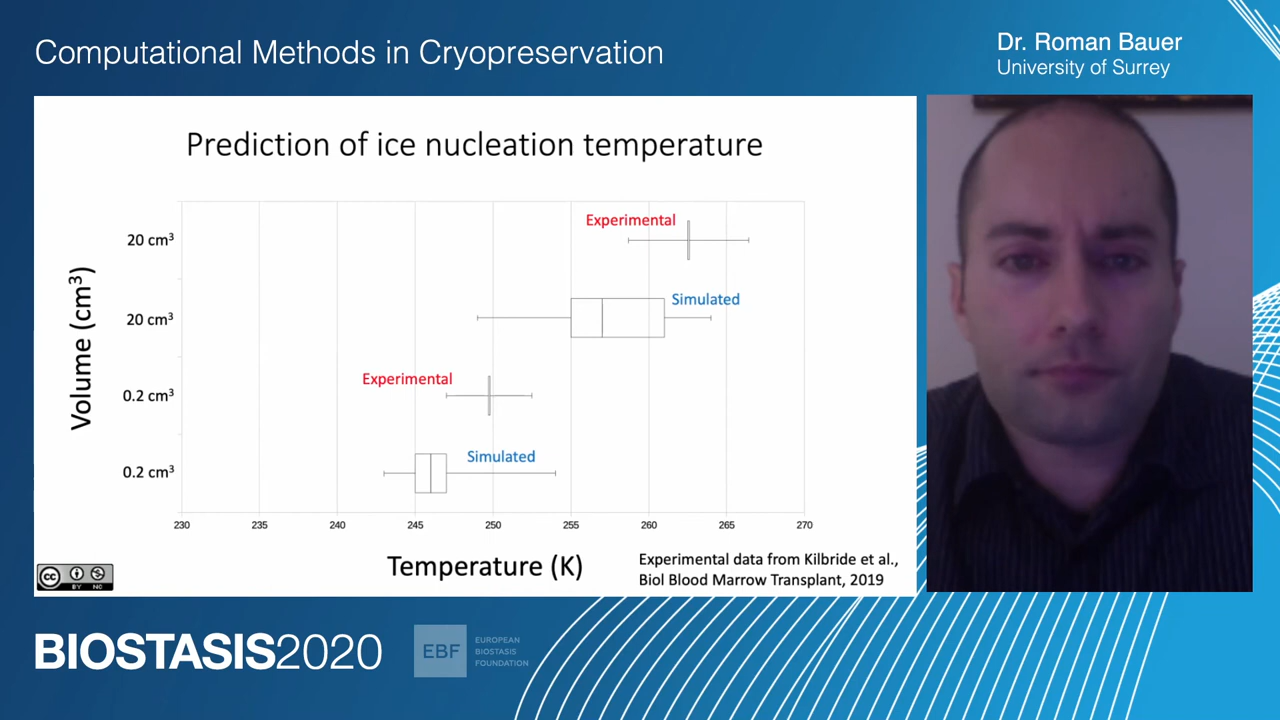 Computational Methods in Cryopreservation
Dr. Roman Bauer
University of Surrey
Prediction of ice nucleation temperature
Volume (cm³)
20 cm³
Experimental
20 cm³
Simulated
0.2 cm³
Experimental
0.2 cm³
Simulated
230 235 240 245 250 255 260 265 270
Temperature (K)
Experimental data from Kilbride et al.,
Biol Blood Marrow Transplant, 2019
cc
BY NC
BIOSTASIS2020
EBF
EUROPEAN
BIOSTASIS
FOUNDATION